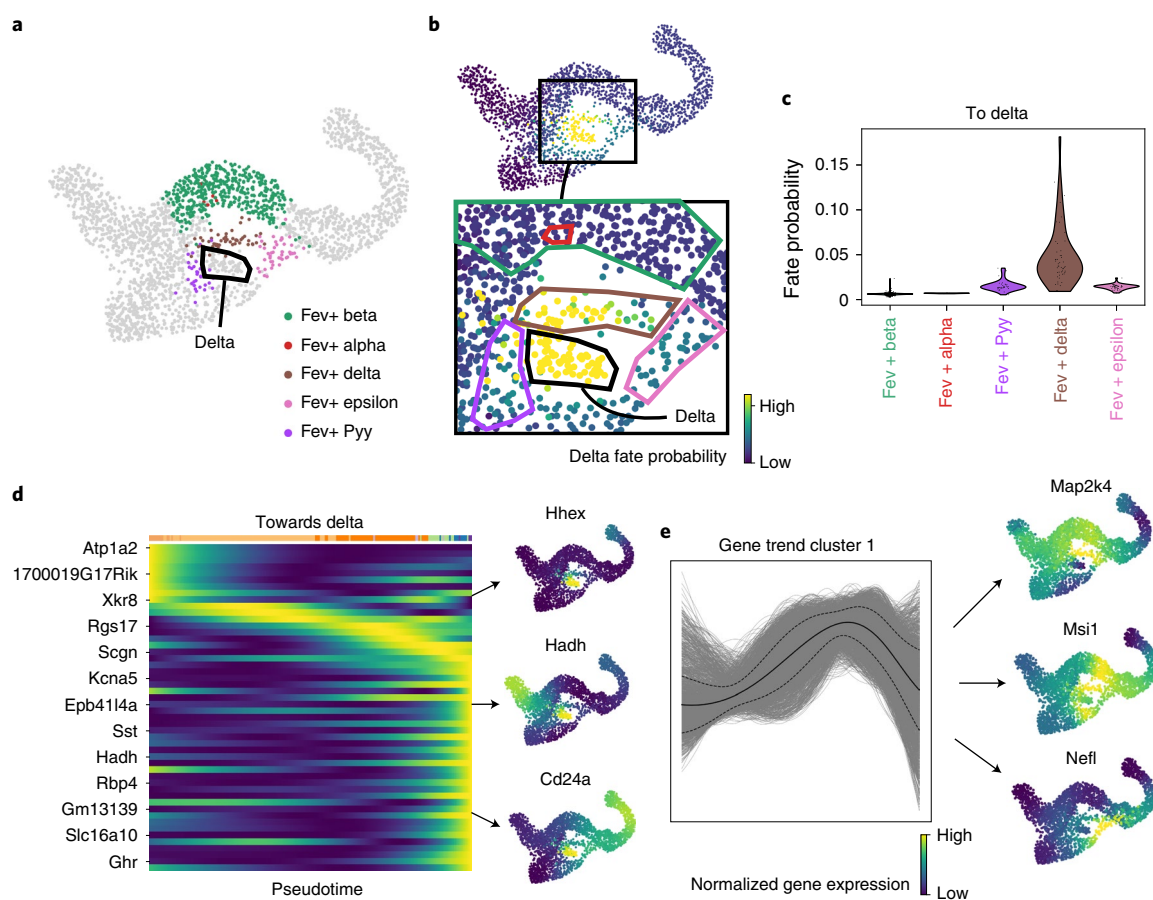 a
Delta
Fev+ beta
Fev+ alpha
Fev+ delta
Fev+ epsilon
Fev+ Pyy
b
Delta
High
Low
Delta fate probability
c
To delta
Fate probability
0.15
0.10
0.05
0
Fev + beta
Fev + alpha
Fev + Pyy
Fev + delta
Fev + epsilon
d
Towards delta
Atp1a2
1700019G17Rik
Xkr8
Rgs17
Scgn
Kcna5
Epb41l4a
Sst
Hadh
Rbp4
Gm13139
Slc16a10
Ghr
Pseudotime
Hhex
Hadh
Cd24a
e
Gene trend cluster 1
Map2k4
Msi1
Nefl
High
Low
Normalized gene expression